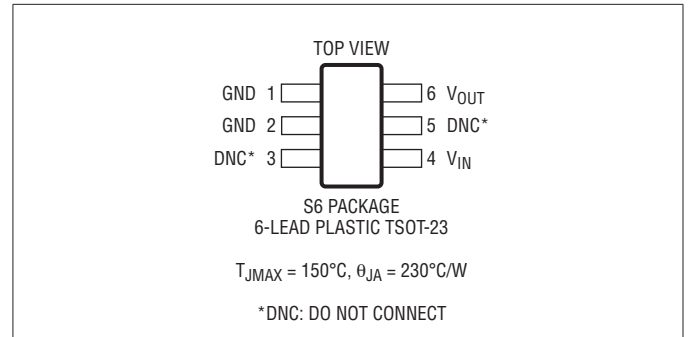 TOP VIEW
GND 1
6 VOUT
GND 2
5 DNC*
DNC* 3
4 VIN
S6 PACKAGE
6-LEAD PLASTIC TSOT-23
TJMAX = 150°C, θJA = 230°C/W
*DNC: DO NOT CONNECT